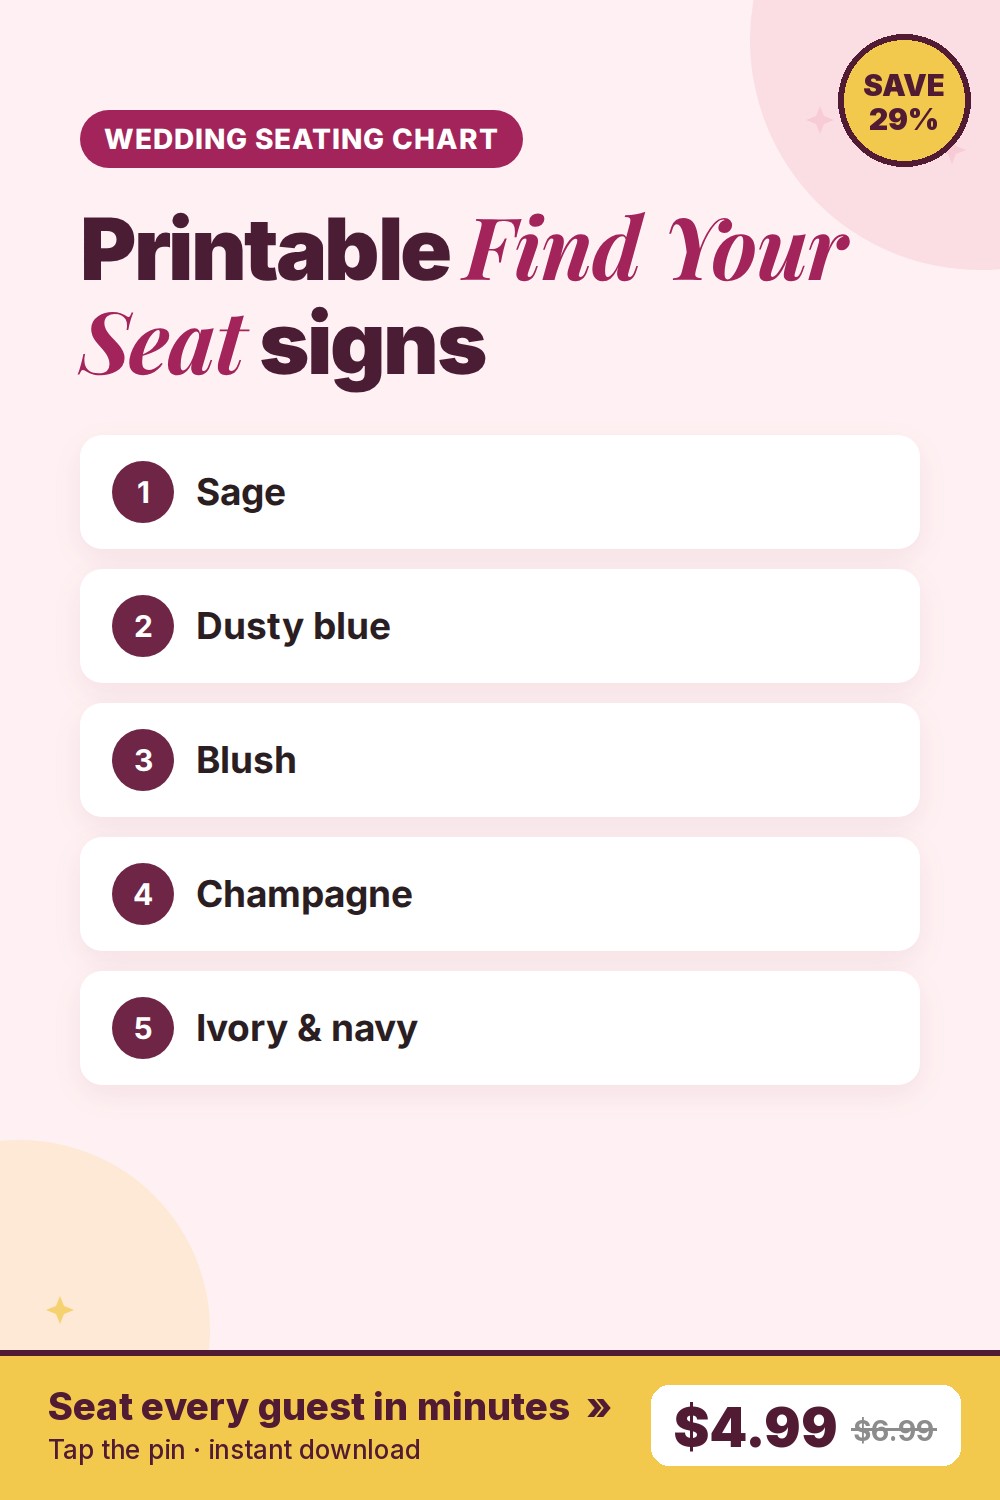 SAVE
29%
WEDDING SEATING CHART
Printable Find Your
Seat signs
1 Sage
2 Dusty blue
3 Blush
4 Champagne
5 Ivory & navy
Seat every guest in minutes »
Tap the pin · instant download
$4.99 $6.99